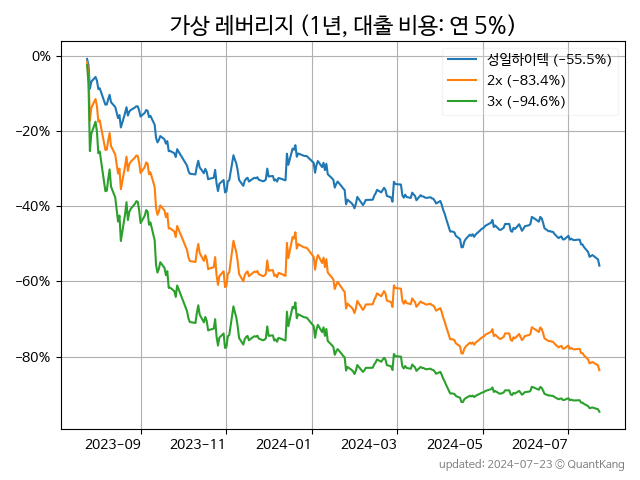 가상 레버리지 (1년, 대출 비용: 연 5%)
성일하이텍 (−55.5%)
2x (−83.4%)
3x (−94.6%)
0%
−20%
−40%
−60%
−80%
2023-09 2023-11 2024-01 2024-03 2024-05 2024-07
updated: 2024-07-23 © QuantKang